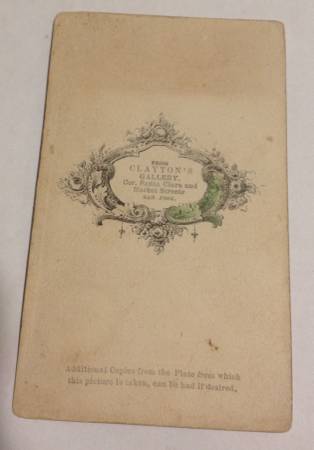 FROM
CLAYTON'S
GALLERY,
Cor. Santa Clara and
Market Streets
SAN JOSE.
Additional Copies from the Plate from which
this picture is taken, can be had if desired.